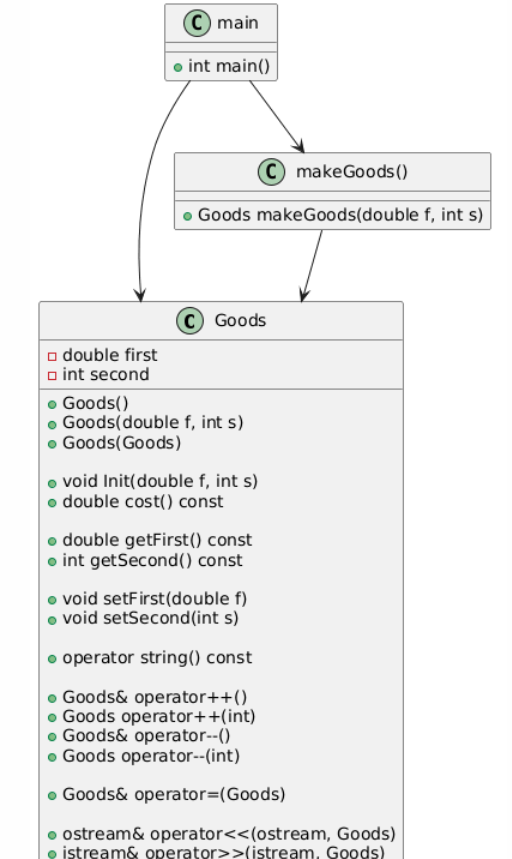 C main
int main()
C makeGoods()
Goods makeGoods(double f, int s)
C Goods
double first
int second
Goods()
Goods(double f, int s)
Goods(Goods)
void Init(double f, int s)
double cost() const
double getFirst() const
int getSecond() const
void setFirst(double f)
void setSecond(int s)
operator string() const
Goods& operator++()
Goods operator++(int)
Goods& operator--()
Goods operator--(int)
Goods& operator=(Goods)
ostream& operator<<(ostream, Goods)
istream& operator>>(istream, Goods)